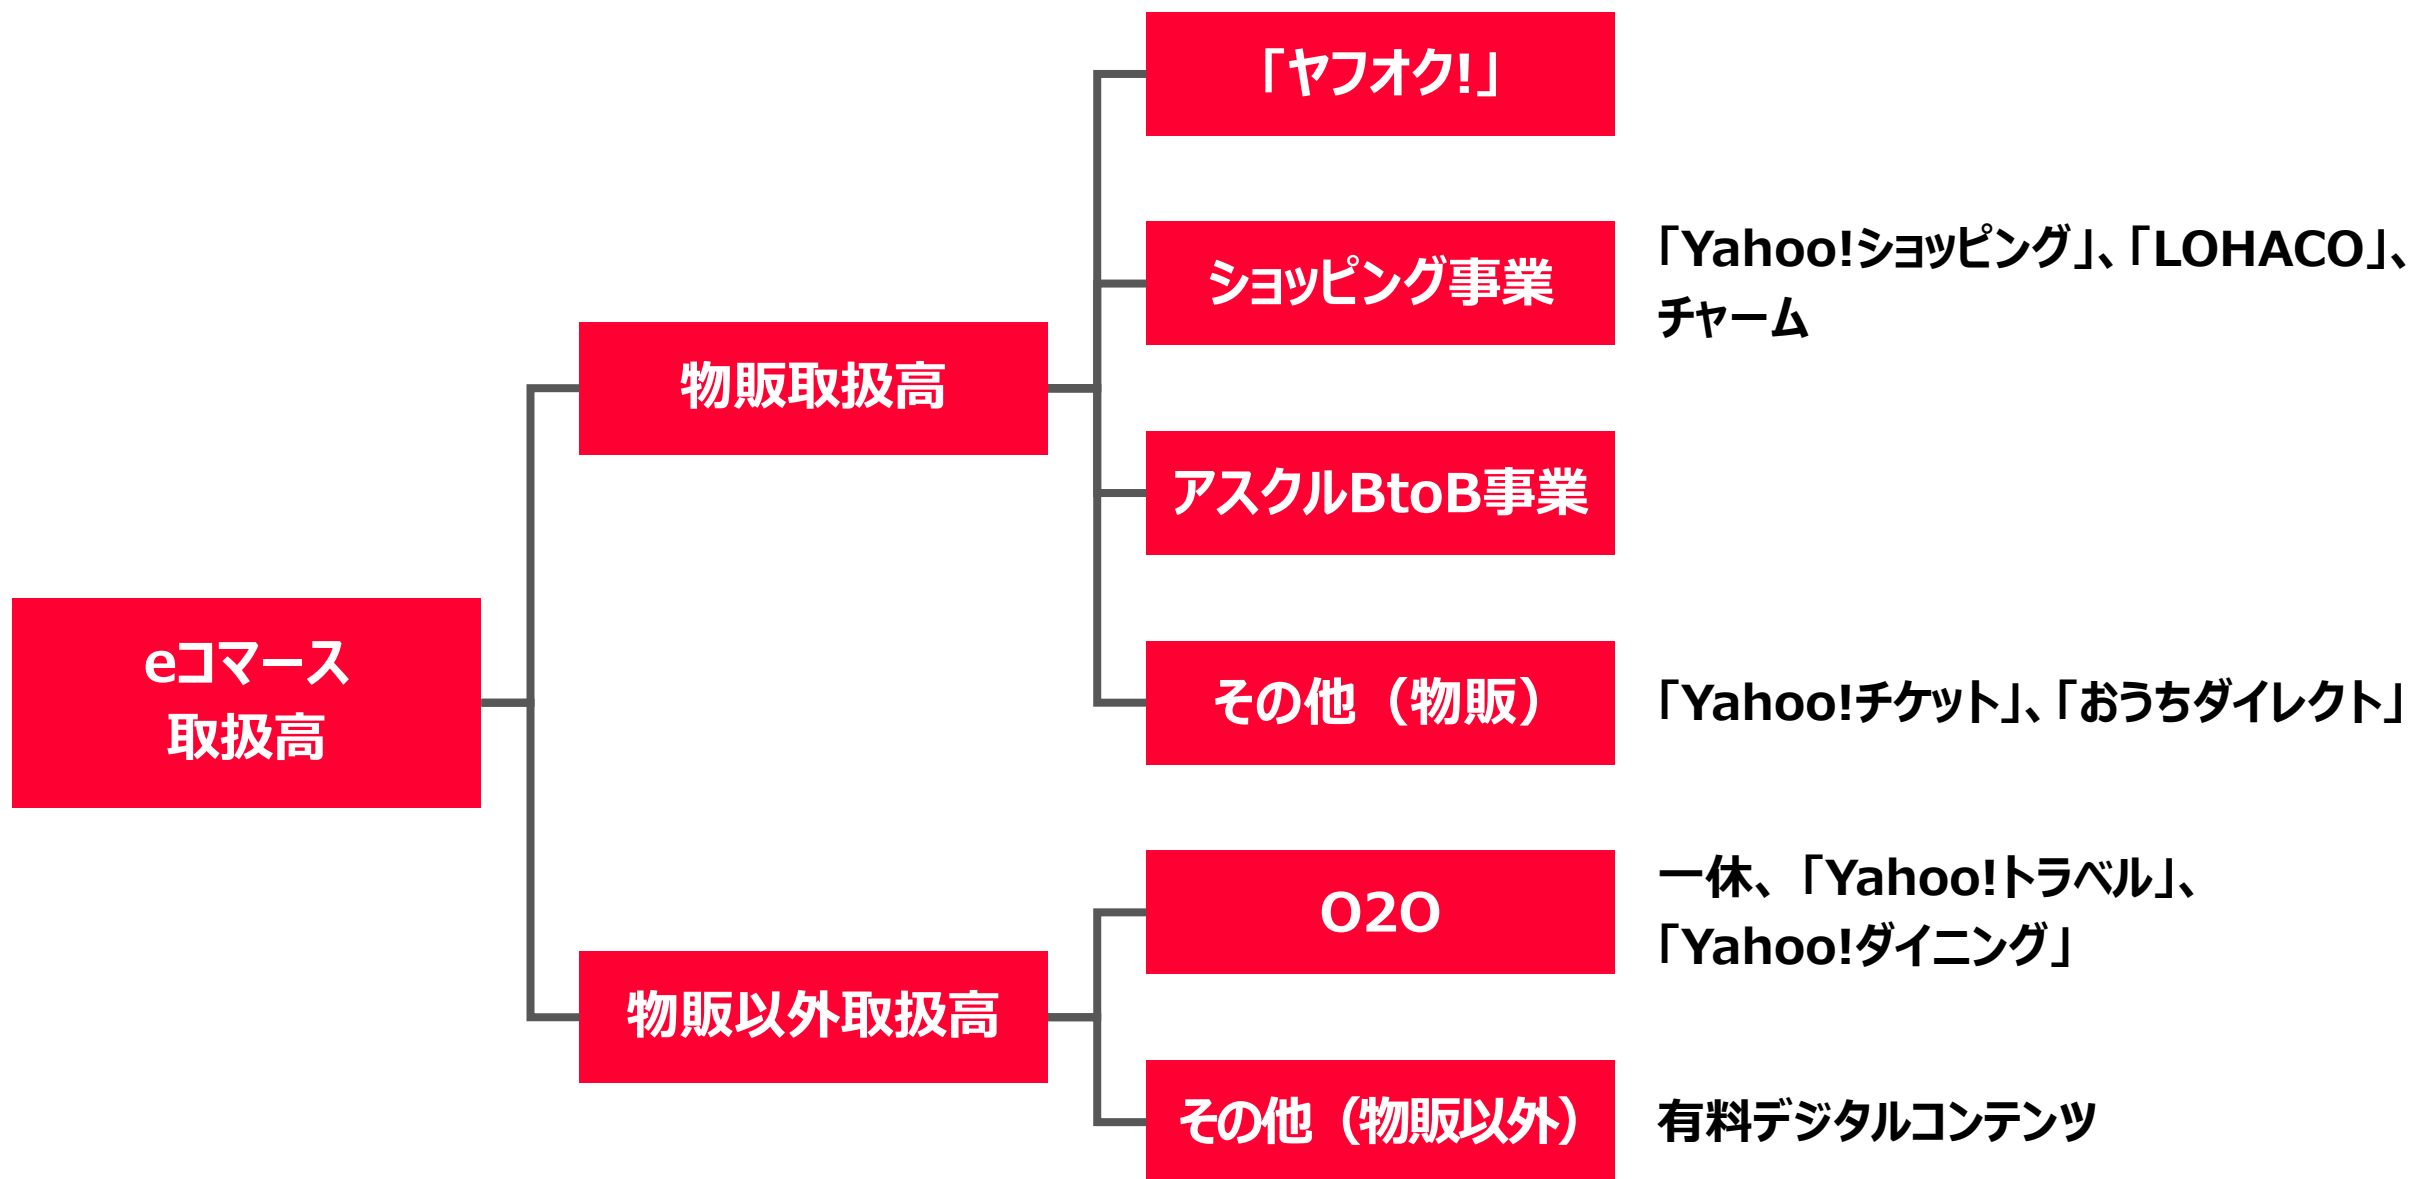 「ヤフオク!」
ショッピング事業
「Yahoo!ショッピング」、「LOHACO」、
チャーム
物販取扱高
アスクルBtoB事業
eコマース
取扱高
その他（物販）
「Yahoo!チケット」、「おうちダイレクト」
O2O
一休、「Yahoo!トラベル」、
「Yahoo!ダイニング」
物販以外取扱高
その他（物販以外）
有料デジタルコンテンツ